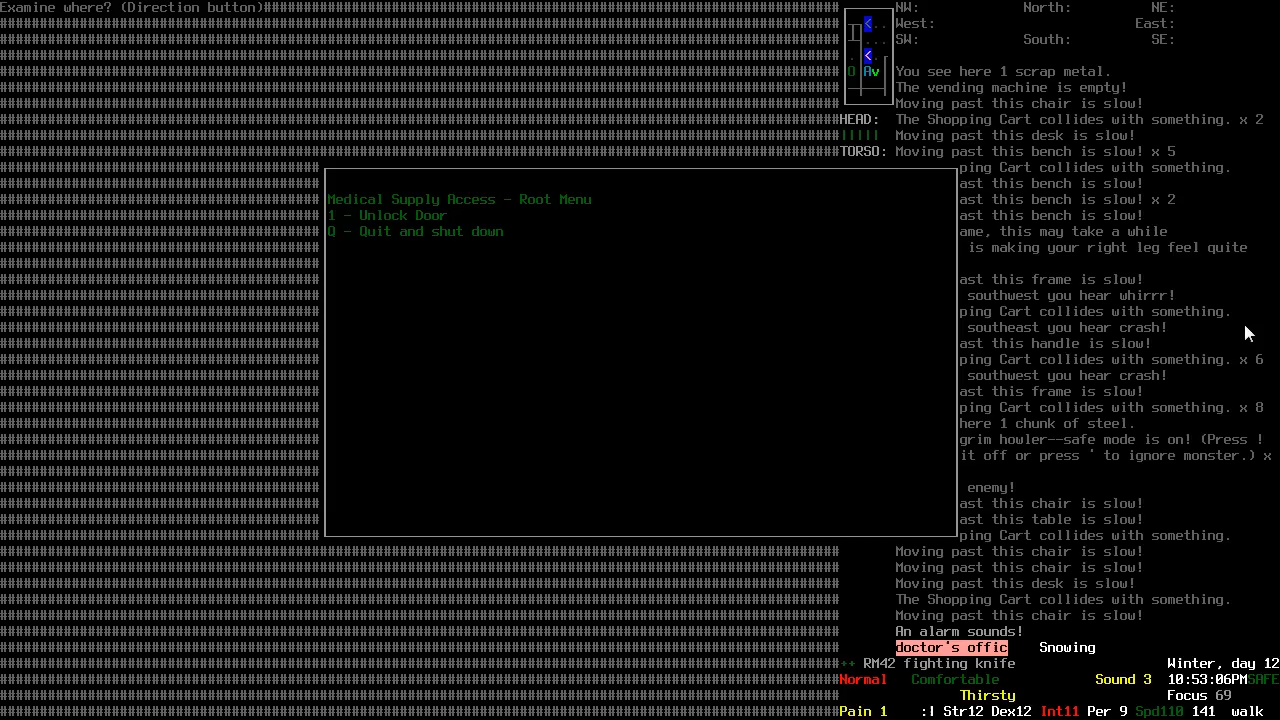 Examine where? (Direction button)
NW: North: NE:
West: East:
SW: South: SE:
You see here 1 scrap metal.
The vending machine is empty!
Moving past this chair is slow!
HEAD: The Shopping Cart collides with something. x 2
||||| Moving past this desk is slow!
TORSO: Moving past this bench is slow! x 5
ping Cart collides with something.
ast this bench is slow!
Medical Supply Access - Root Menu
1 - Unlock Door
Q - Quit and shut down
ast this bench is slow! x 2
ast this bench is slow!
ame, this may take a while
is making your right leg feel quite
ast this frame is slow!
southwest you hear whirrr!
ping Cart collides with something.
southeast you hear crash!
ast this handle is slow!
ping Cart collides with something. x 6
southwest you hear crash!
ast this frame is slow!
ping Cart collides with something. x 8
here 1 chunk of steel.
grim howler--safe mode is on! (Press !
it off or press ' to ignore monster.) x
enemy!
ast this chair is slow!
ast this table is slow!
ping Cart collides with something.
Moving past this chair is slow!
Moving past this chair is slow!
Moving past this desk is slow!
The Shopping Cart collides with something.
Moving past this chair is slow!
An alarm sounds!
doctor's offic Snowing
++ RM42 fighting knife Winter, day 12
Normal Comfortable Sound 3 10:53:06PM SAFE
Thirsty Focus 69
Pain 1 :| Str12 Dex12 Int11 Per 9 Spd110 141 walk